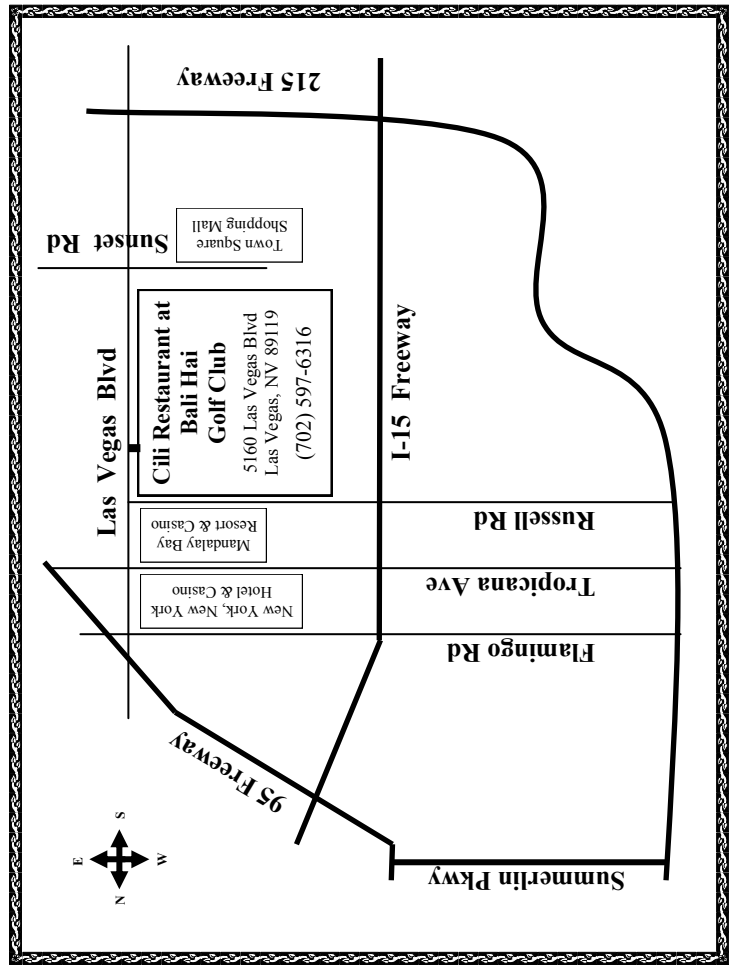 215 Freeway
Sunset Rd
Town Square
Shopping Mall
Las Vegas Blvd
Cili Restaurant at
Bali Hai
Golf Club
5160 Las Vegas Blvd
Las Vegas, NV 89119
(702) 597-6316
I-15 Freeway
Mandalay Bay
Resort & Casino
Russell Rd
New York, New York
Hotel & Casino
Tropicana Ave
Flamingo Rd
95 Freeway
E
S
N
W
Summerlin Pkwy